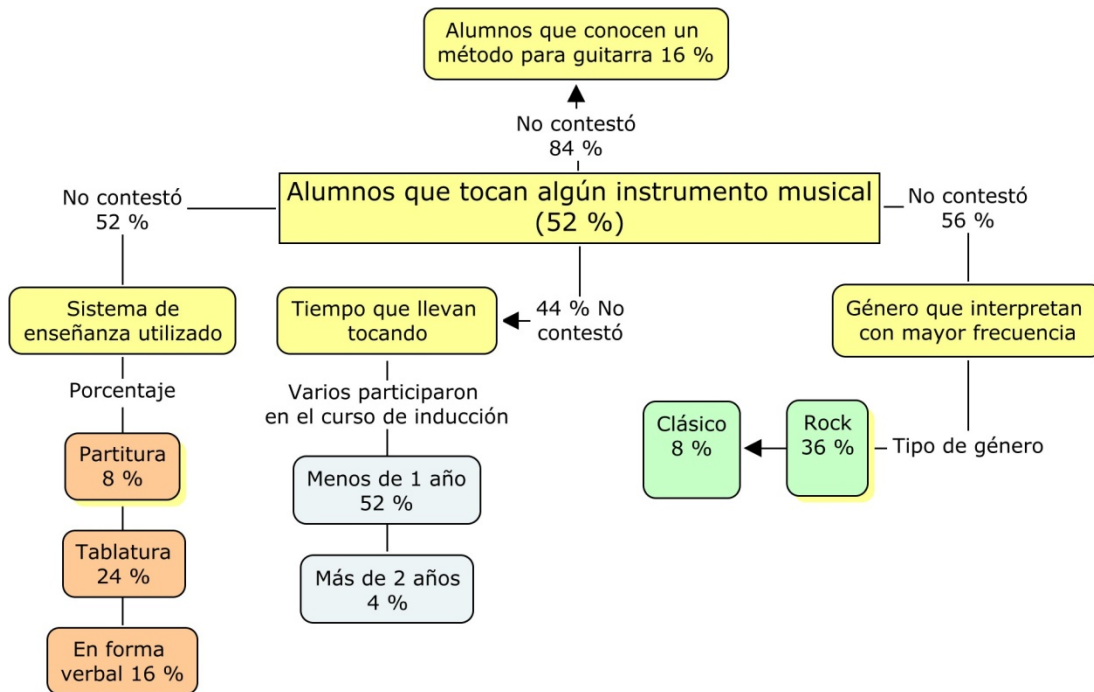 Alumnos que conocen un
método para guitarra 16 %
No contestó
84 %
Alumnos que tocan algún instrumento musical
(52 %)
No contestó
52 %
No contestó
56 %
Sistema de
enseñanza utilizado
Tiempo que llevan
tocando
44 % No
contestó
Género que interpretan
con mayor frecuencia
Porcentaje
Partitura
8 %
Tablatura
24 %
En forma
verbal 16 %
Varios participaron
en el curso de inducción
Menos de 1 año
52 %
Más de 2 años
4 %
Clásico
8 %
Rock
36 %
Tipo de género